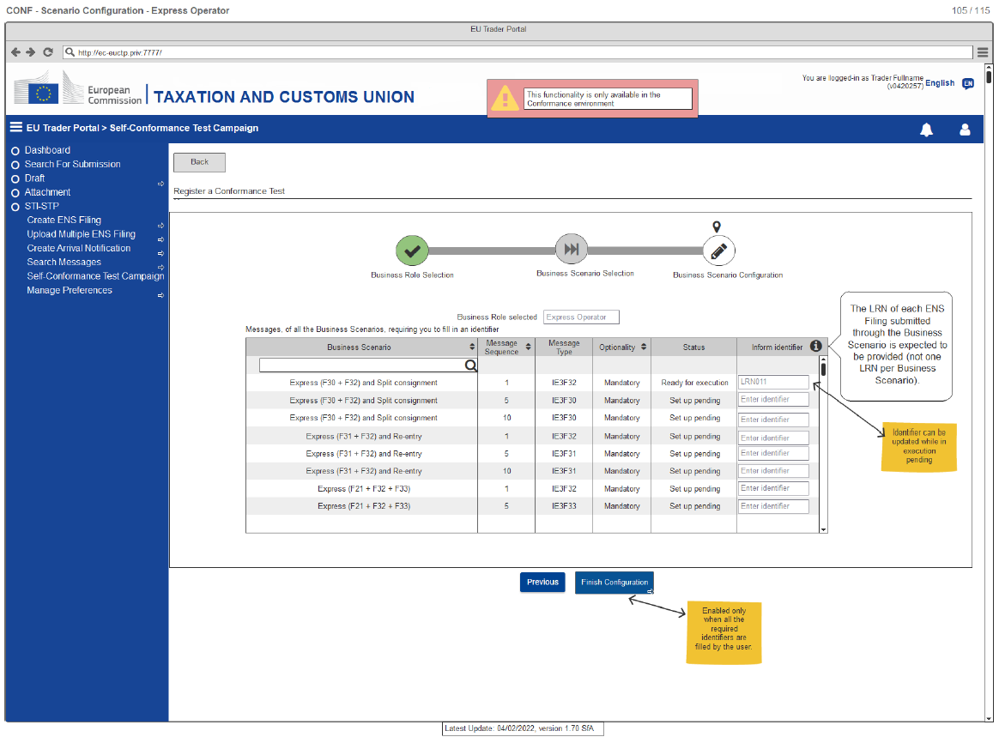 CONF - Scenario Configuration - Express Operator
105 / 115
EU Trader Portal
http://ec-euctp.priv:7777/
European
Commission
TAXATION AND CUSTOMS UNION
This functionality is only available in the
Conformance environment
You are logged-in as Trader Fullname
(v0420257)
English
EN
EU Trader Portal > Self-Conformance Test Campaign
Dashboard
Search For Submission
Draft
Attachment
STI-STP
Create ENS Filing
Upload Multiple ENS Filing
Create Arrival Notification
Search Messages
Self-Conformance Test Campaign
Manage Preferences
Back
Register a Conformance Test
Business Role Selection
Business Scenario Selection
Business Scenario Configuration
Business Role selected
Express Operator
Messages, of all the Business Scenarios, requiring you to fill in an identifier
Business Scenario Message Sequence Message Type Optionality Status Inform identifier
Express (F30 + F32) and Split consignment 1 IE3F32 Mandatory Ready for execution LRN011
Express (F30 + F32) and Split consignment 5 IE3F30 Mandatory Set up pending Enter identifier
Express (F30 + F32) and Split consignment 10 IE3F30 Mandatory Set up pending Enter identifier
Express (F31 + F32) and Re-entry 1 IE3F32 Mandatory Set up pending Enter identifier
Express (F31 + F32) and Re-entry 5 IE3F31 Mandatory Set up pending Enter identifier
Express (F31 + F32) and Re-entry 10 IE3F31 Mandatory Set up pending Enter identifier
Express (F21 + F32 + F33) 1 IE3F32 Mandatory Set up pending Enter identifier
Express (F21 + F32 + F33) 5 IE3F33 Mandatory Set up pending Enter identifier
The LRN of each ENS
Filing submitted
through the Business
Scenario is expected to
be provided (not one
LRN per Business
Scenario).
Identifier can be
updated while in
execution
pending
Previous
Finish Configuration
Enabled only
when all the
required
identifiers are
filled by the user.
Latest Update: 04/02/2022, version 1.70 SfA